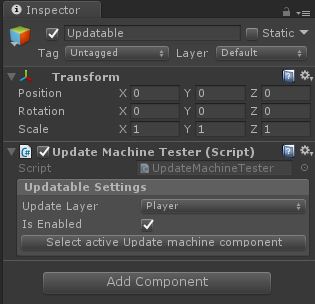 Inspector
Updatable
Static
Tag Untagged Layer Default
Transform
Position X 0 Y 0 Z 0
Rotation X 0 Y 0 Z 0
Scale X 1 Y 1 Z 1
Update Machine Tester (Script)
Script UpdateMachineTester
Updatable Settings
Update Layer Player
Is Enabled
Select active Update machine component
Add Component